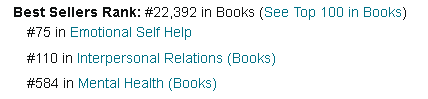 Best Sellers Rank: #22,392 in Books (See Top 100 in Books)
#75 in Emotional Self Help
#110 in Interpersonal Relations (Books)
#584 in Mental Health (Books)